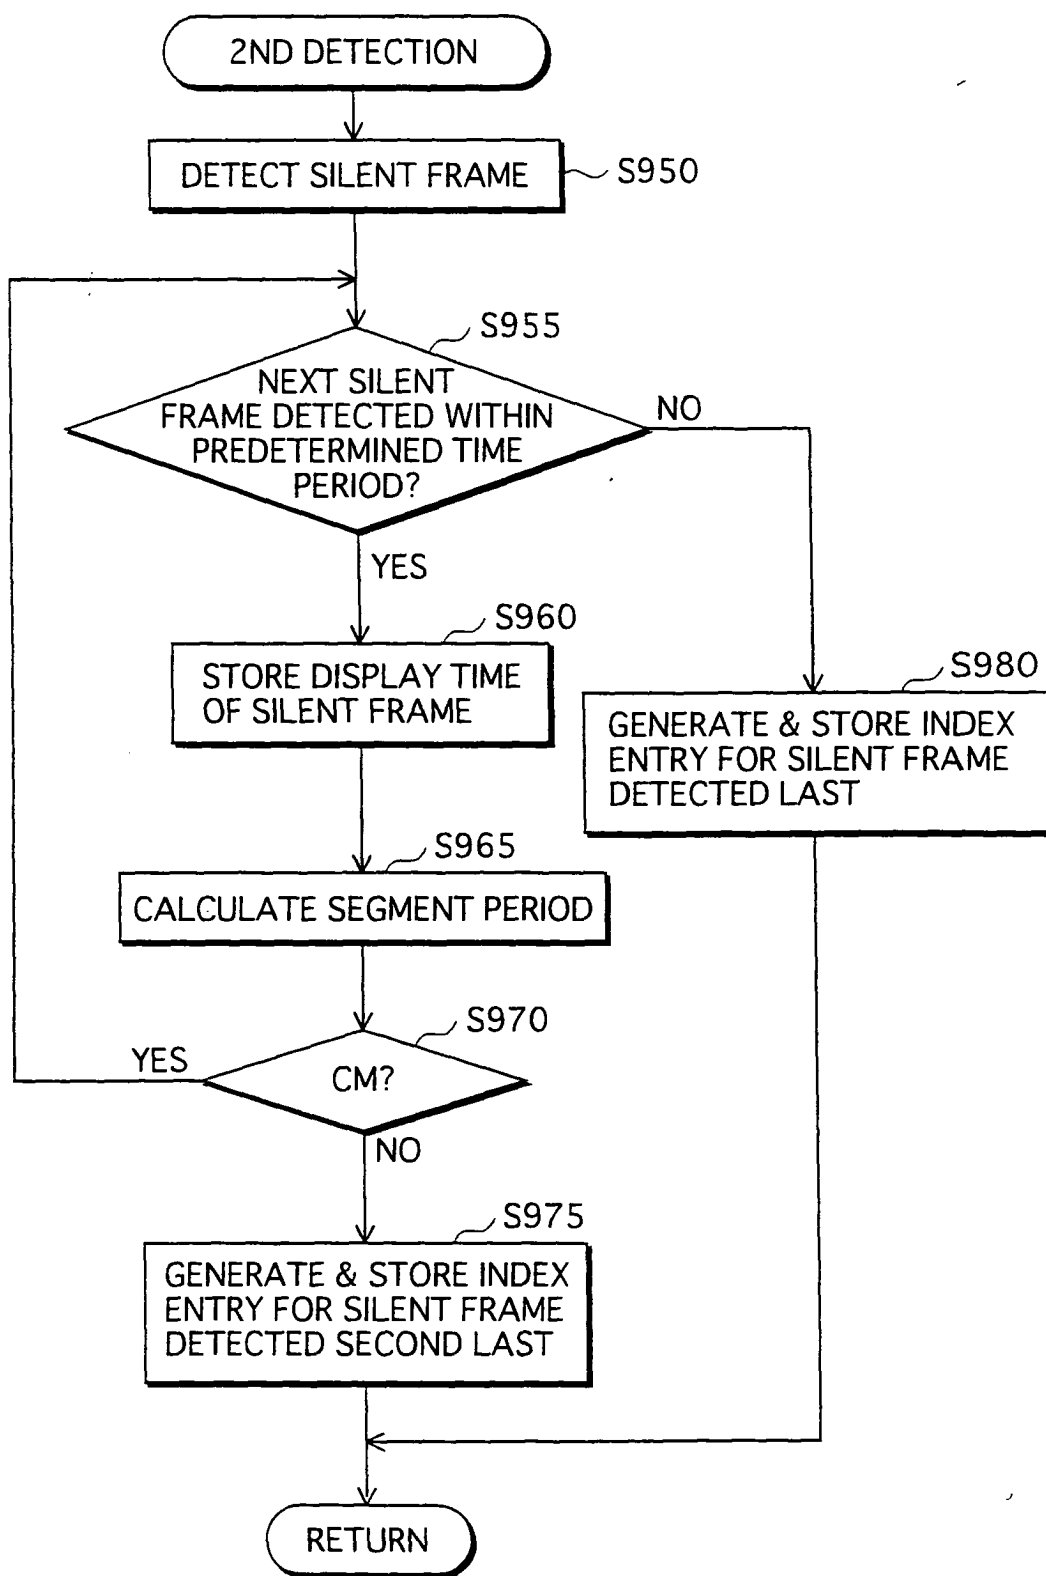 2ND DETECTION
DETECT SILENT FRAME
S950
S955
NEXT SILENT
FRAME DETECTED WITHIN
PREDETERMINED TIME
PERIOD?
NO
YES
S960
STORE DISPLAY TIME
OF SILENT FRAME
S980
GENERATE & STORE INDEX
ENTRY FOR SILENT FRAME
DETECTED LAST
S965
CALCULATE SEGMENT PERIOD
S970
YES
CM?
NO
S975
GENERATE & STORE INDEX
ENTRY FOR SILENT FRAME
DETECTED SECOND LAST
RETURN